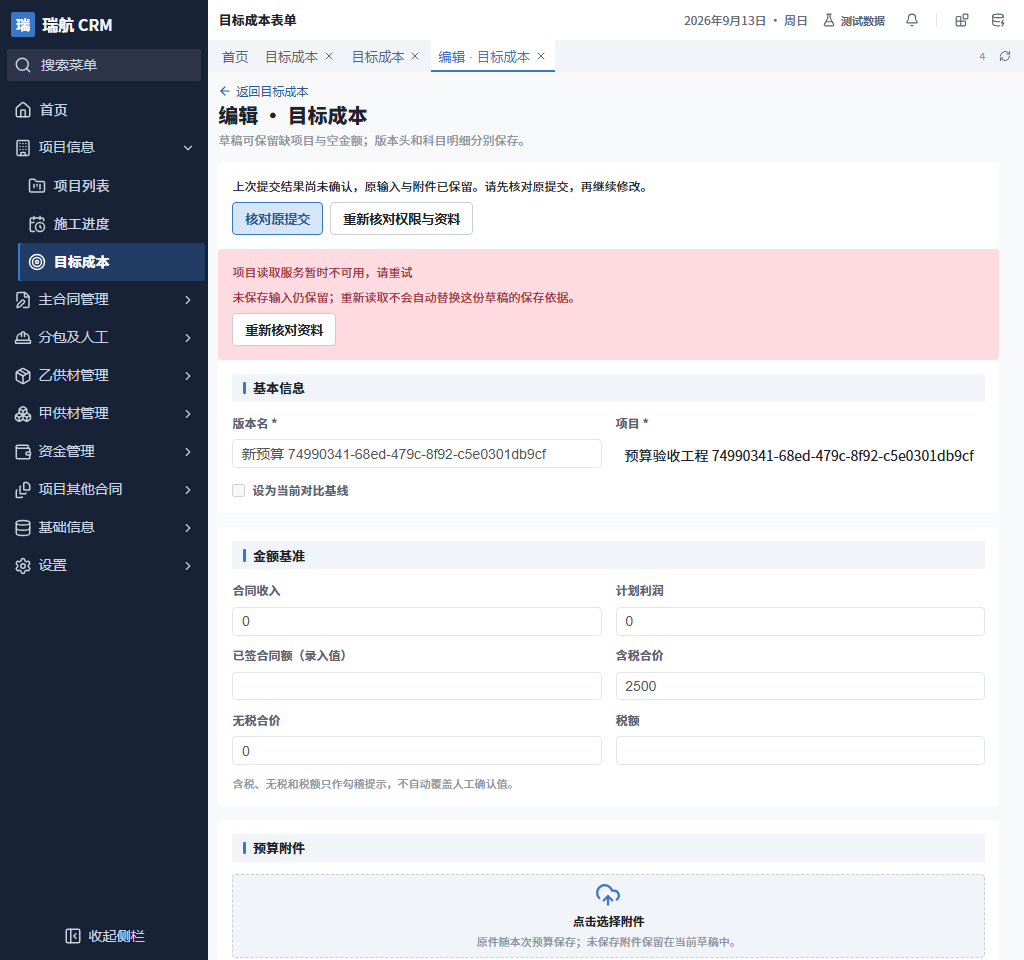 瑞 瑞航 CRM
目标成本表单
2026年9月13日 · 周日
测试数据
搜索菜单
首页
目标成本 ×
目标成本 ×
编辑 · 目标成本 ×
4
首页
项目信息
项目列表
施工进度
目标成本
主合同管理
分包及人工
乙供材管理
甲供材管理
资金管理
项目其他合同
基础信息
设置
收起侧栏
← 返回目标成本
编辑 · 目标成本
草稿可保留缺项目与空金额；版本头和科目明细分别保存。
上次提交结果尚未确认，原输入与附件已保留。请先核对原提交，再继续修改。
核对原提交
重新核对权限与资料
项目读取服务暂时不可用，请重试
未保存输入仍保留；重新读取不会自动替换这份草稿的保存依据。
重新核对资料
基本信息
版本名 *
项目 *
新预算 74990341-68ed-479c-8f92-c5e0301db9cf
预算验收工程 74990341-68ed-479c-8f92-c5e0301db9cf
设为当前对比基线
金额基准
合同收入
计划利润
0
0
已签合同额（录入值）
含税合价
2500
无税合价
税额
0
含税、无税和税额只作勾稽提示，不自动覆盖人工确认值。
预算附件
点击选择附件
原件随本次预算保存；未保存附件保留在当前草稿中。